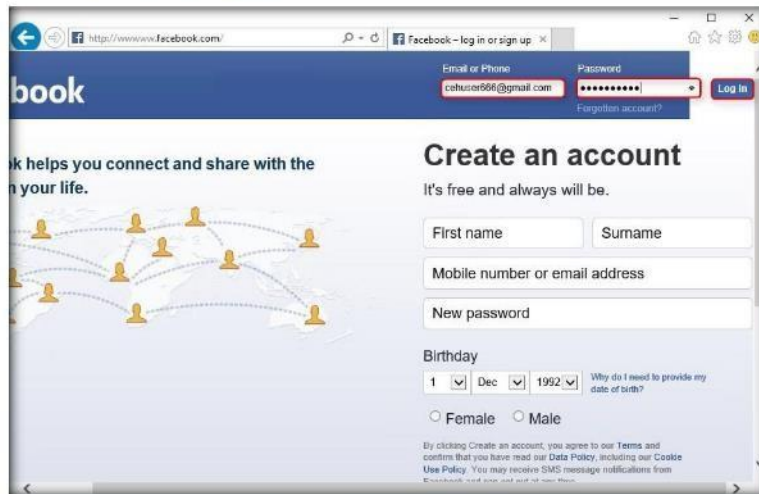 http://wwwww.facebook.com/
Facebook – log in or sign up
Email or Phone
Password
book
cehuser666@gmail.com
Log In
Forgotten account?
k helps you connect and share with the
n your life.
Create an account
It's free and always will be.
First name
Surname
Mobile number or email address
New password
Birthday
1
Dec
1992
Why do I need to provide my
date of birth?
Female
Male
By clicking Create an account, you agree to our Terms and
confirm that you have read our Data Policy, including our Cookie
Use Policy. You may receive SMS message notifications from